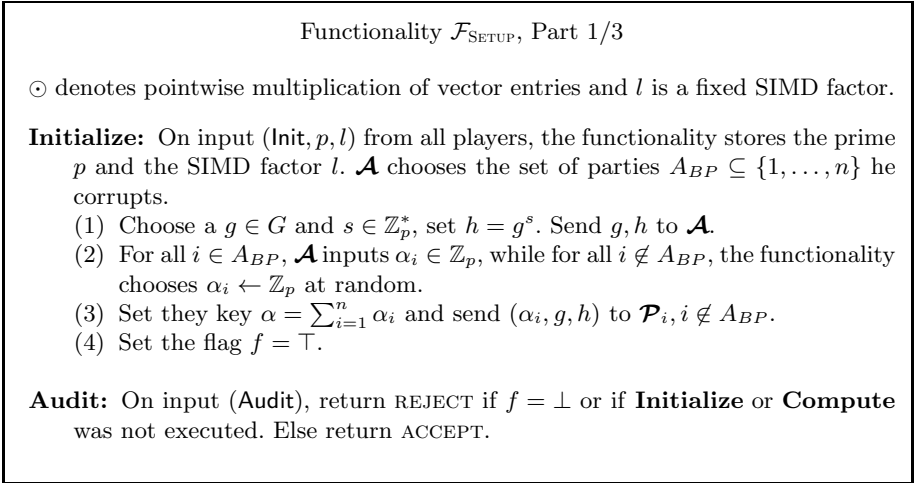 Functionality 𝓕SETUP, Part 1/3
⊙ denotes pointwise multiplication of vector entries and l is a fixed SIMD factor.
Initialize: On input (Init, p, l) from all players, the functionality stores the prime
p and the SIMD factor l. 𝓐 chooses the set of parties A_BP ⊆ {1, . . . , n} he
corrupts.
(1) Choose a g ∈ G and s ∈ ℤ*_p, set h = g^s. Send g, h to 𝓐.
(2) For all i ∈ A_BP, 𝓐 inputs α_i ∈ ℤ_p, while for all i ∉ A_BP, the functionality
chooses α_i ← ℤ_p at random.
(3) Set they key α = ∑_{i=1}^n α_i and send (α_i, g, h) to 𝓟_i, i ∉ A_BP.
(4) Set the flag f = ⊤.
Audit: On input (Audit), return REJECT if f = ⊥ or if Initialize or Compute
was not executed. Else return ACCEPT.